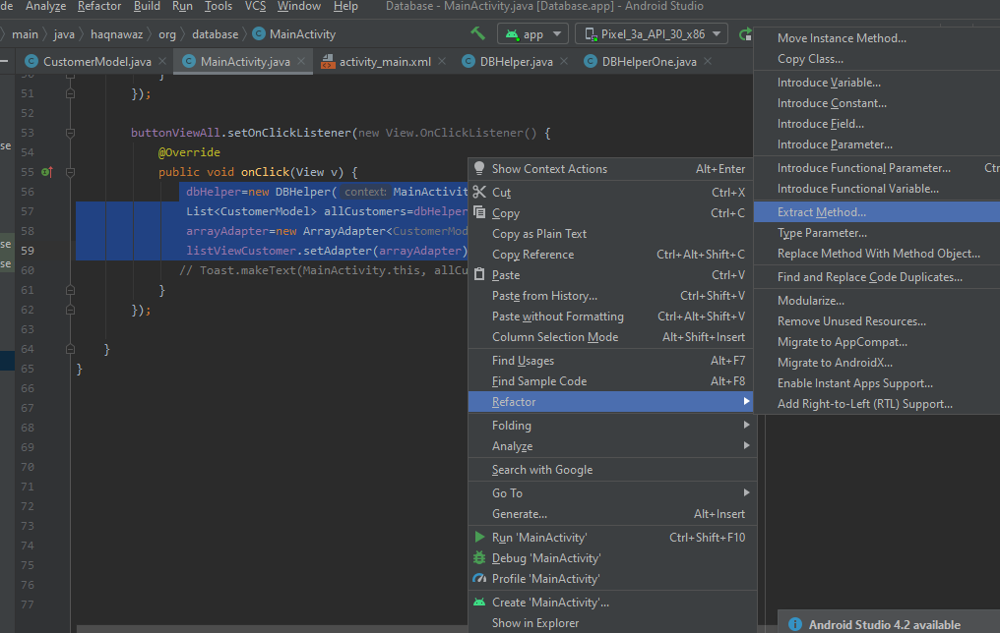 de Analyze Refactor Build Run Tools VCS Window Help Database - MainActivity.java [Database.app] - Android Studio
main java haqnawaz org database MainActivity app Pixel_3a_API_30_x86
CustomerModel.java MainActivity.java activity_main.xml DBHelper.java DBHelperOne.java
51 });
52
53 buttonViewAll.setOnClickListener(new View.OnClickListener() {
54 @Override
55 public void onClick(View v) {
56 dbHelper=new DBHelper( context: MainActivit
57 List<CustomerModel> allCustomers=dbHelper
58 arrayAdapter=new ArrayAdapter<CustomerMod
59 listViewCustomer.setAdapter(arrayAdapter)
60 // Toast.makeText(MainActivity.this, allCu
61 }
62 });
63
64 }
65 }
66
67
68
69
70
71
72
73
74
75
76
77
se
se
se
Show Context Actions Alt+Enter
Cut Ctrl+X
Copy Ctrl+C
Copy as Plain Text
Copy Reference Ctrl+Alt+Shift+C
Paste Ctrl+V
Paste from History... Ctrl+Shift+V
Paste without Formatting Ctrl+Alt+Shift+V
Column Selection Mode Alt+Shift+Insert
Find Usages Alt+F7
Find Sample Code Alt+F8
Refactor
Folding
Analyze
Search with Google
Go To
Generate... Alt+Insert
Run 'MainActivity' Ctrl+Shift+F10
Debug 'MainActivity'
Profile 'MainActivity'
Create 'MainActivity'...
Show in Explorer
Move Instance Method...
Copy Class...
Introduce Variable...
Introduce Constant...
Introduce Field...
Introduce Parameter...
Introduce Functional Parameter... Ctr
Introduce Functional Variable...
Extract Method...
Type Parameter...
Replace Method With Method Object...
Find and Replace Code Duplicates...
Modularize...
Remove Unused Resources...
Migrate to AppCompat...
Migrate to AndroidX...
Enable Instant Apps Support...
Add Right-to-Left (RTL) Support...
Android Studio 4.2 available